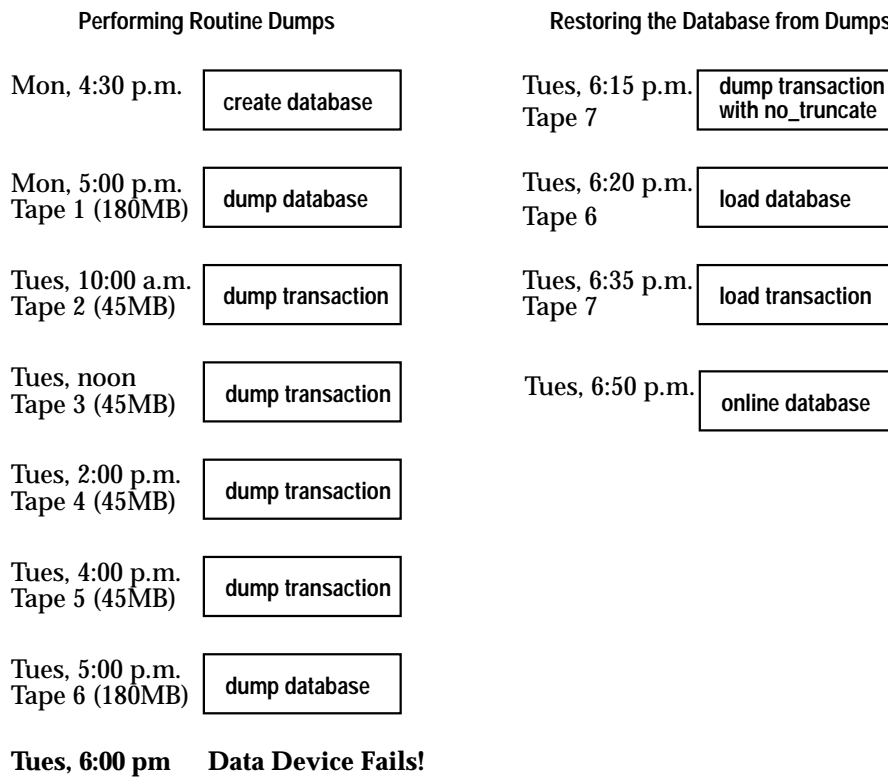 Performing Routine Dumps
Mon, 4:30 p.m.
create database
Mon, 5:00 p.m.
Tape 1 (180MB)
dump database
Tues, 10:00 a.m.
Tape 2 (45MB)
dump transaction
Tues, noon
Tape 3 (45MB)
dump transaction
Tues, 2:00 p.m.
Tape 4 (45MB)
dump transaction
Tues, 4:00 p.m.
Tape 5 (45MB)
dump transaction
Tues, 5:00 p.m.
Tape 6 (180MB)
dump database
Tues, 6:00 pm Data Device Fails!
Restoring the Database from Dumps
Tues, 6:15 p.m.
Tape 7
dump transaction
with no_truncate
Tues, 6:20 p.m.
Tape 6
load database
Tues, 6:35 p.m.
Tape 7
load transaction
Tues, 6:50 p.m.
online database